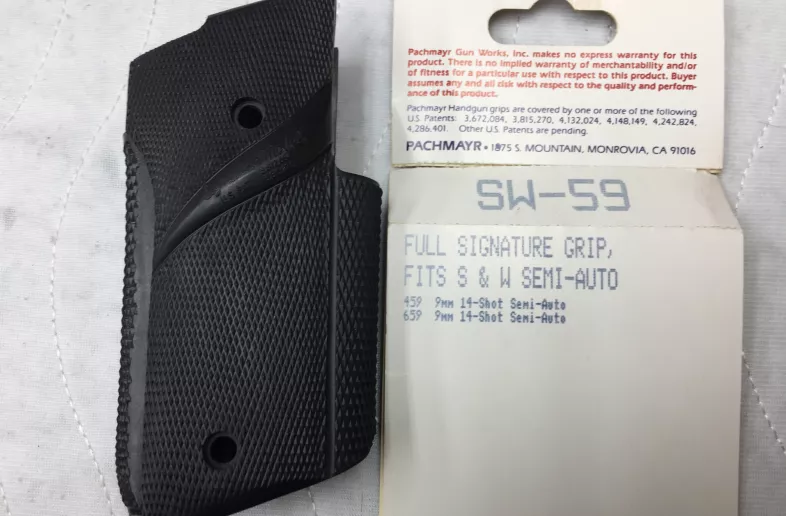 Pachmayr Gun Works, Inc. makes no express warranty for this
product. There is no implied warranty of merchantability and/or
of fitness for a particular use with respect to this product. Buyer
assumes any and all risk with respect to the quality and perform-
ance of this product.
Pachmayr Handgun grips are covered by one or more of the following
U.S. Patents: 3,672,084, 3,815,270, 4,132,024, 4,148,149, 4,242,824,
4,286,401. Other U.S. Patents are pending.
PACHMAYR • 1875 S. MOUNTAIN, MONROVIA, CA 91016
SW-59
FULL SIGNATURE GRIP,
FITS S & W SEMI-AUTO
459 9mm 14-Shot Semi-Auto
659 9mm 14-Shot Semi-Auto